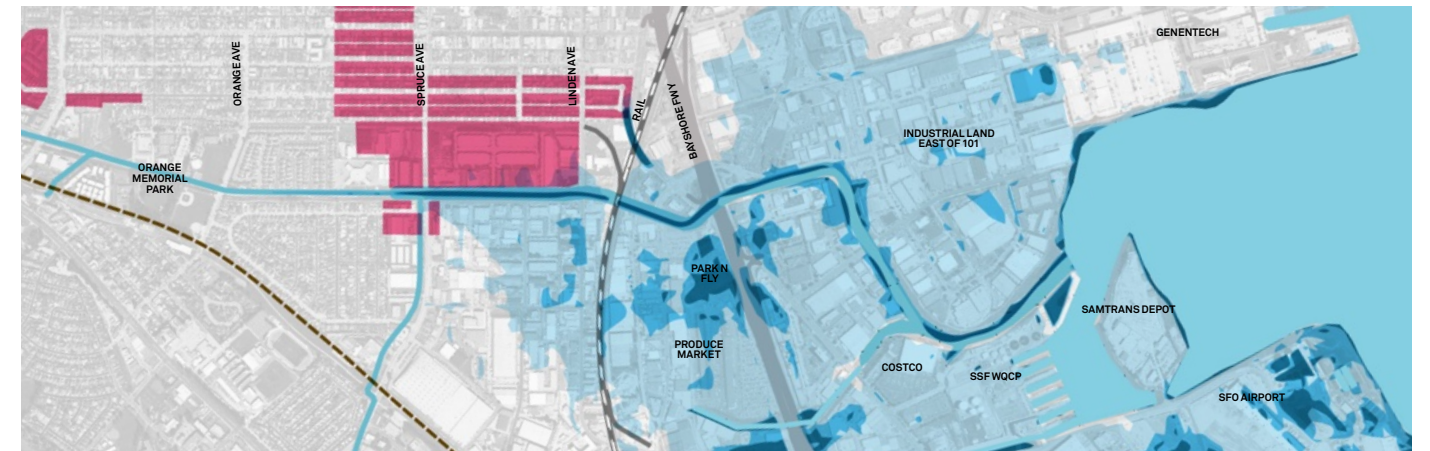 GENENTECH
ORANGE AVE
SPRUCE AVE
LINDEN AVE
RAIL
BAYSHORE FWY
INDUSTRIAL LAND
EAST OF 101
ORANGE
MEMORIAL
PARK
PARK N
FLY
SAMTRANS DEPOT
PRODUCE
MARKET
COSTCO
SSF WQCP
SFO AIRPORT